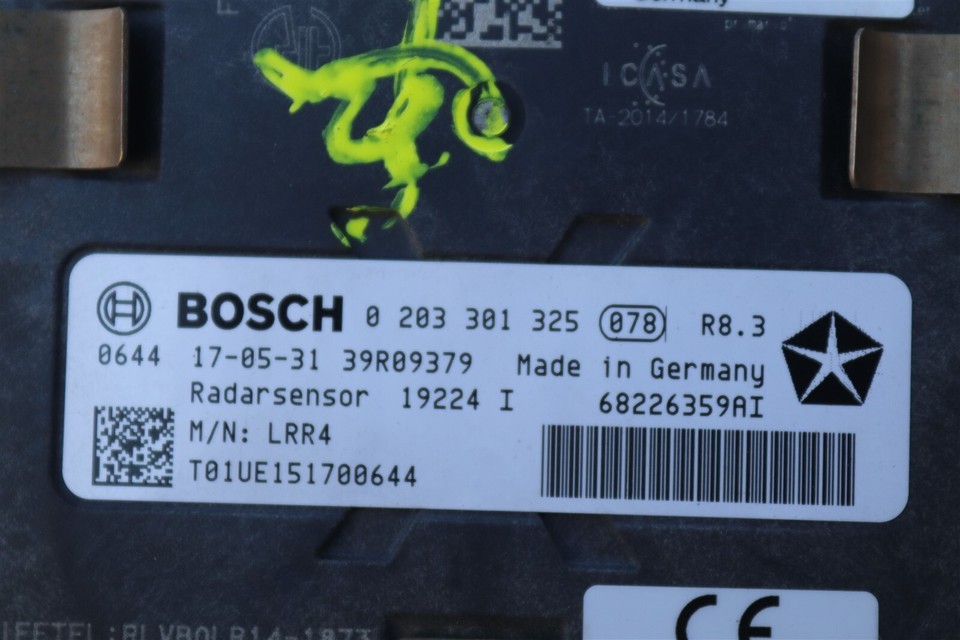 Germany
ICASA
TA-2014/1784
BOSCH 0 203 301 325 078 R8.3
0644 17-05-31 39R09379 Made in Germany
Radarsensor 19224 I 68226359AI
M/N: LRR4
T01UE151700644
CE